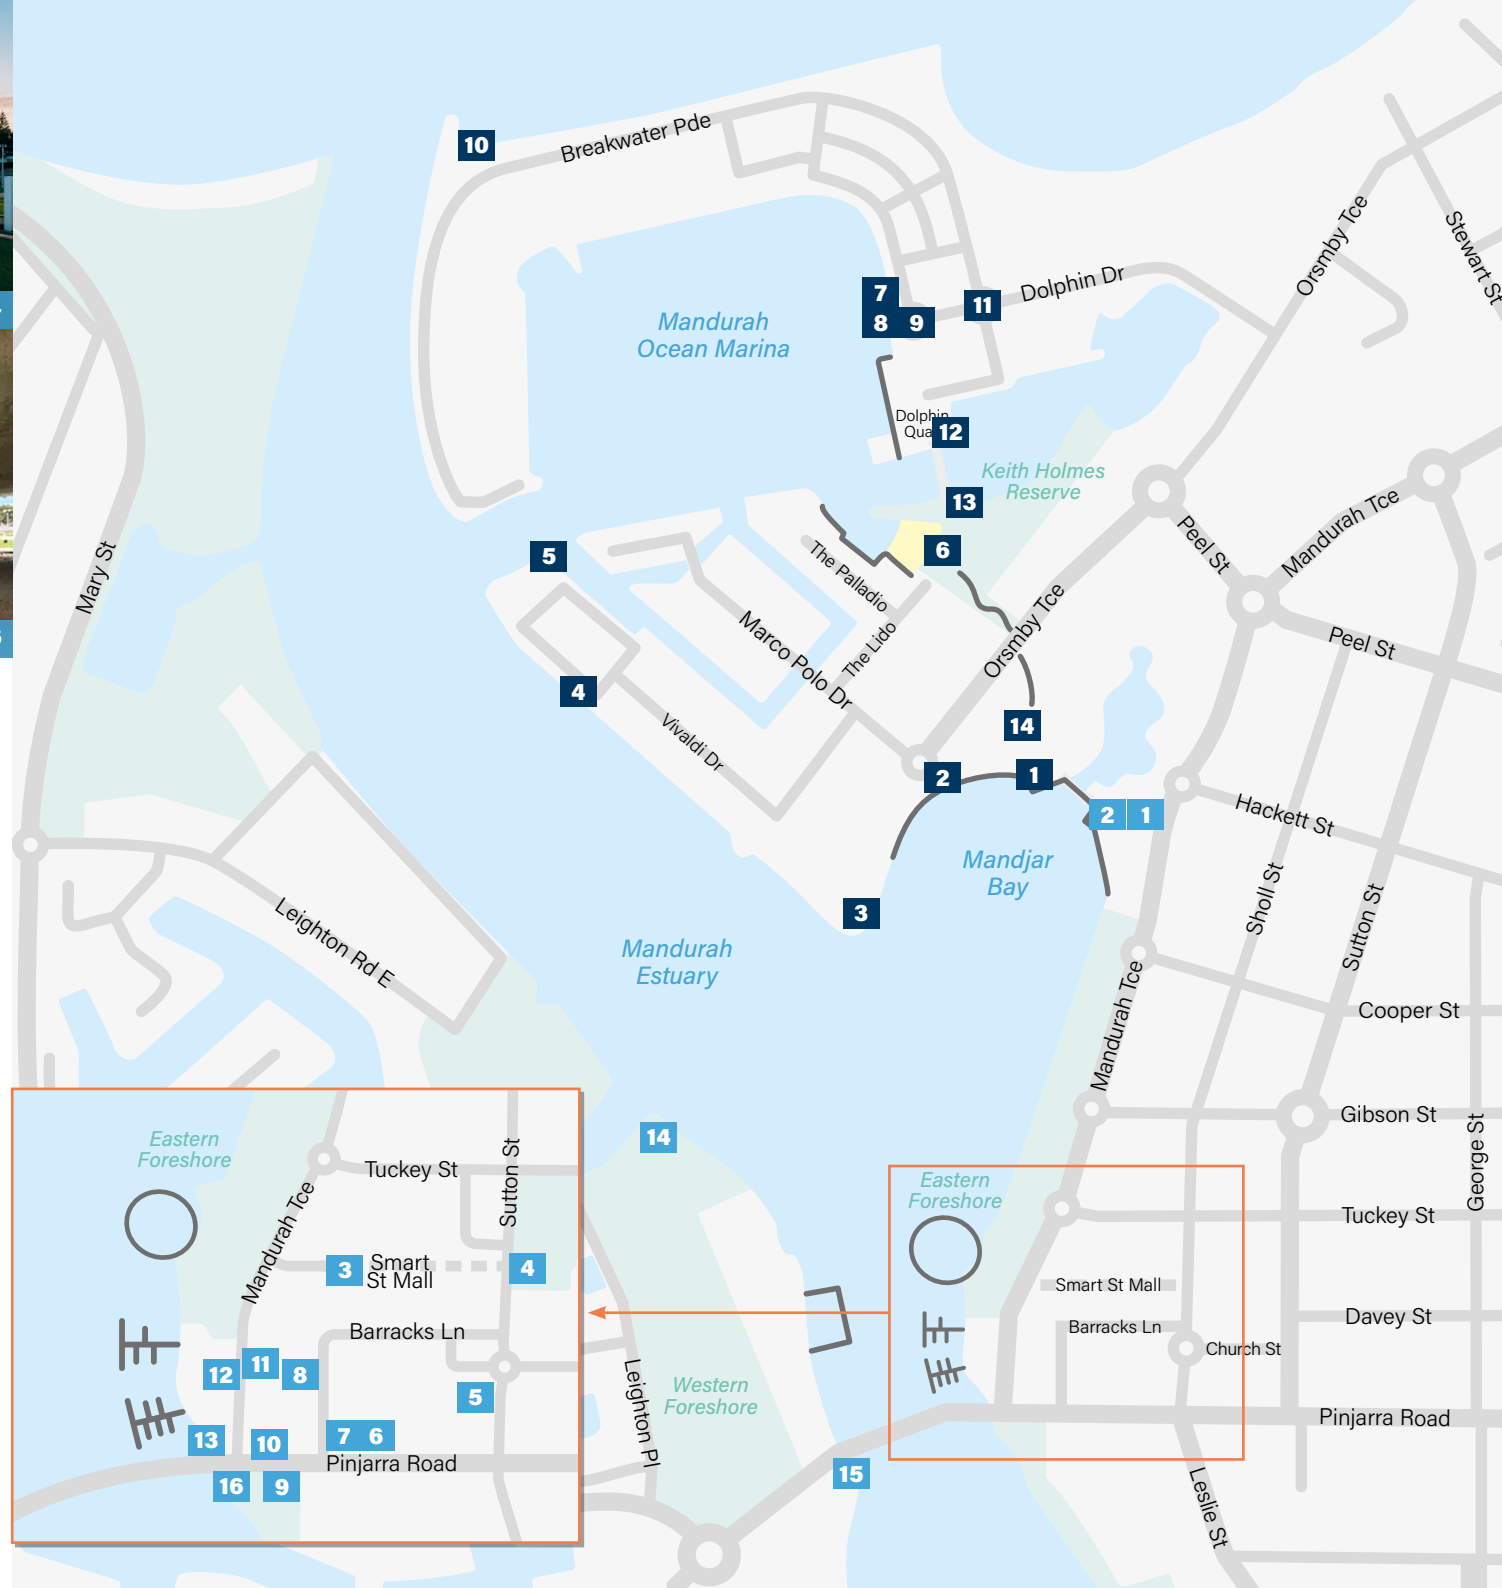 10
Breakwater Pde
Orsmby Tce
Stewart St
Dolphin Dr
7
8 9
11
Mandurah
Ocean Marina
Dolphin
Qua
12
Keith Holmes
Reserve
13
Mandurah Tce
Peel St
6
5
The Palladio
Mary St
Orsmby Tce
The Lido
Peel St
Marco Polo Dr
4
Vivaldi Dr
14
2
1
2 1
Hackett St
Mandjar
Bay
Sholl St
3
Sutton St
Leighton Rd E
Mandurah
Estuary
Mandurah Tce
Cooper St
Gibson St
14
George St
Eastern
Foreshore
Tuckey St
Smart St Mall
Barracks Ln
Davey St
Church St
Western
Foreshore
Leighton Pl
Pinjarra Road
15
Leslie St
Eastern
Foreshore
Tuckey St
Sutton St
Mandurah Tce
3
Smart
St Mall
4
Barracks Ln
12
11
8
5
13
10
7 6
Pinjarra Road
16
9